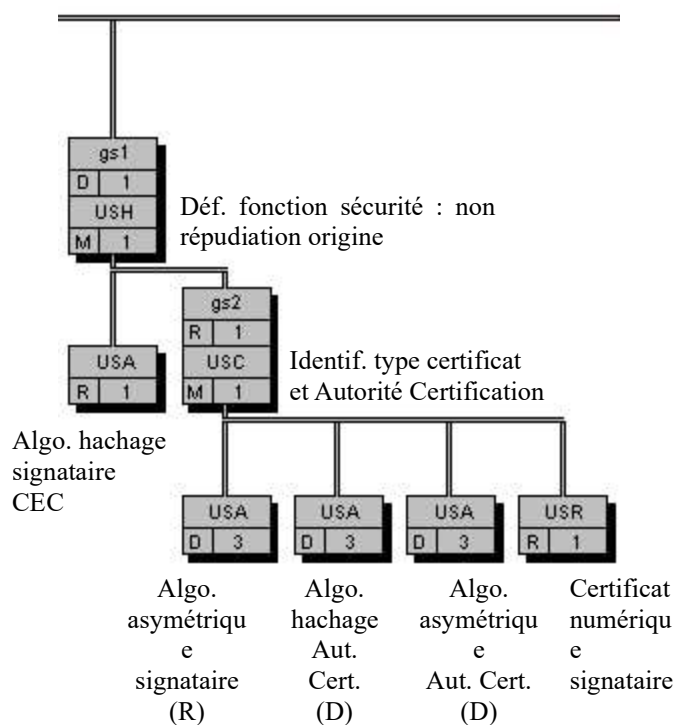 gs1
D 1
USH
M 1
Déf. fonction sécurité : non
répudiation origine
gs2
R 1
USC
M 1
Identif. type certificat
et Autorité Certification
USA
R 1
Algo. hachage
signataire
CEC
USA
D 3
USA
D 3
USA
D 3
USR
R 1
Algo.
asymétriqu
e
signataire
(R)
Algo.
hachage
Aut.
Cert.
(D)
Algo.
asymétriqu
e
Aut. Cert.
(D)
Certificat
numériqu
e
signataire